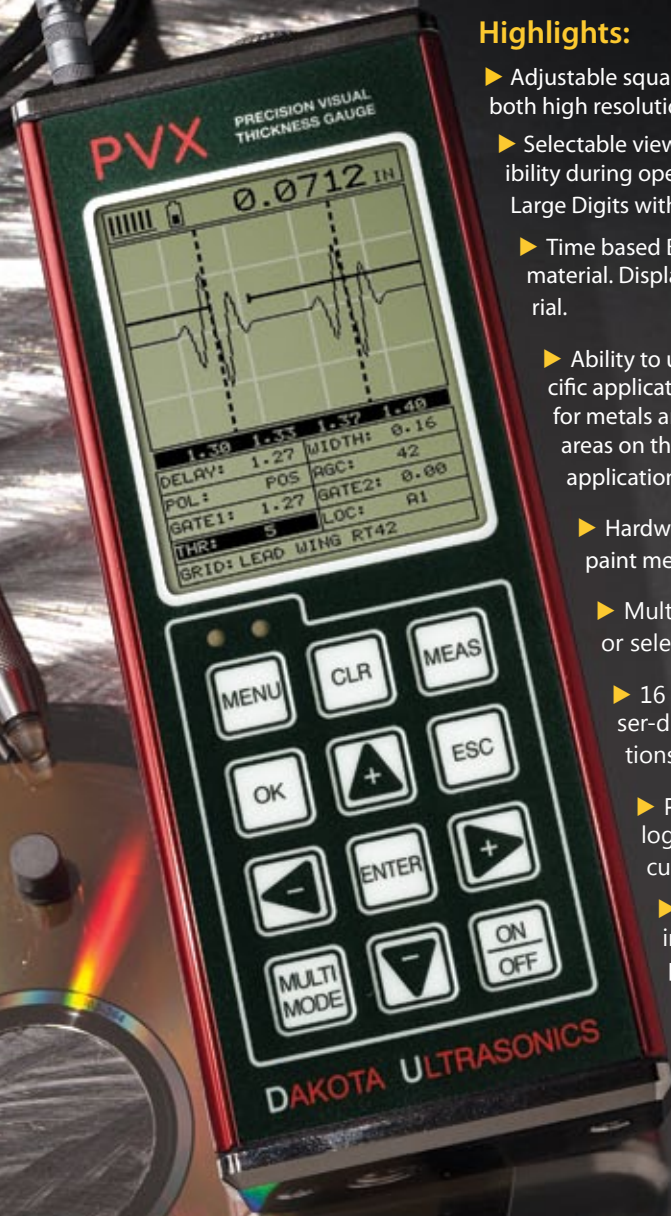 Highlights:
▶ Adjustable squa
both high resolutio
▶ Selectable view
ibility during ope
Large Digits with
▶ Time based B
material. Displa
rial.
▶ Ability to u
cific applicat
for metals a
areas on th
application
▶ Hardw
paint me
▶ Mult
or sele
▶ 16
ser-d
tions
log
cu
PVX
PRECISION VISUAL
THICKNESS GAUGE
0.0712 IN
1.30 1.33 1.37 1.40
DELAY: 1.27 WIDTH: 0.16
POL: POS AGC: 42
GATE1: 1.27 GATE2: 0.00
THR: 5 LOC: A1
GRID: LEAD WING RT42
MENU CLR MEAS
OK + ESC
- ENTER +
MULTI MODE - ON OFF
DAKOTA ULTRASONICS